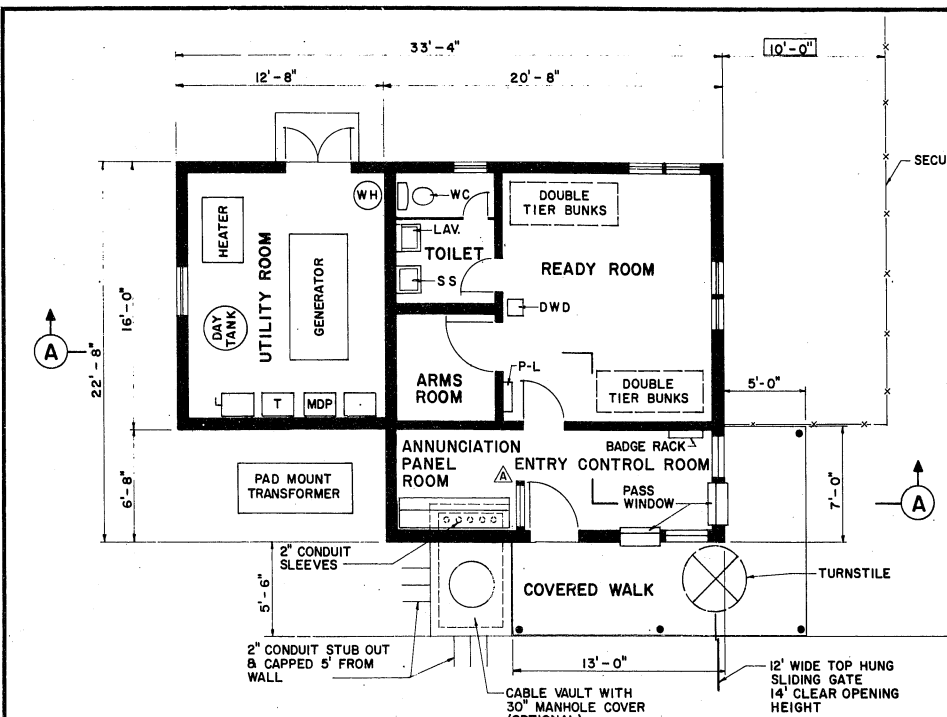 33'-4"
10'-0"
12'-8"
20'-8"
SECU
WH
WC
DOUBLE
TIER BUNKS
HEATER
LAV.
TOILET
UTILITY ROOM
GENERATOR
READY ROOM
SS
DAY
TANK
DWD
16'-0"
22'-8"
A
P-L
ARMS
ROOM
DOUBLE
TIER BUNKS
5'-0"
T
MDP
ANNUNCIATION
PANEL
ROOM
A
BADGE RACK
ENTRY CONTROL ROOM
6'-8"
PAD MOUNT
TRANSFORMER
PASS
WINDOW
7'-0"
A
2" CONDUIT
SLEEVES
5'-6"
COVERED WALK
TURNSTILE
2" CONDUIT STUB OUT
& CAPPED 5' FROM
WALL
13'-0"
12' WIDE TOP HUNG
SLIDING GATE
14' CLEAR OPENING
HEIGHT
CABLE VAULT WITH
30" MANHOLE COVER
(OPTIONAL)